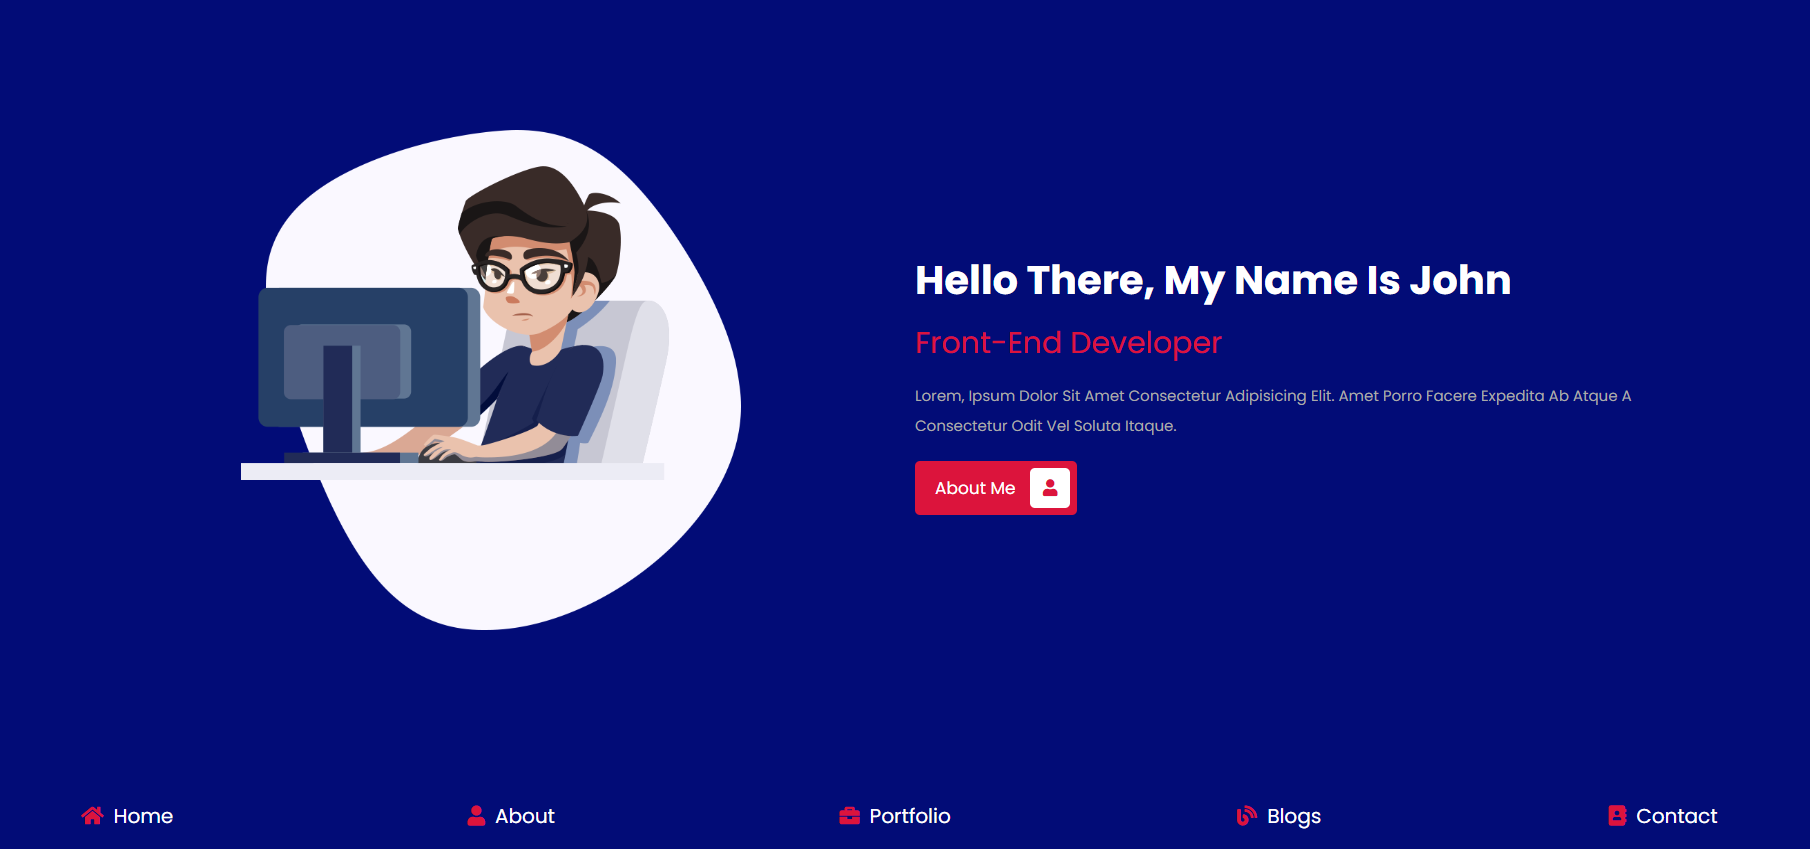 Hello There, My Name Is John
Front-End Developer
Lorem, Ipsum Dolor Sit Amet Consectetur Adipisicing Elit. Amet Porro Facere Expedita Ab Atque A
Consectetur Odit Vel Soluta Itaque.
About Me
Home
About
Portfolio
Blogs
Contact